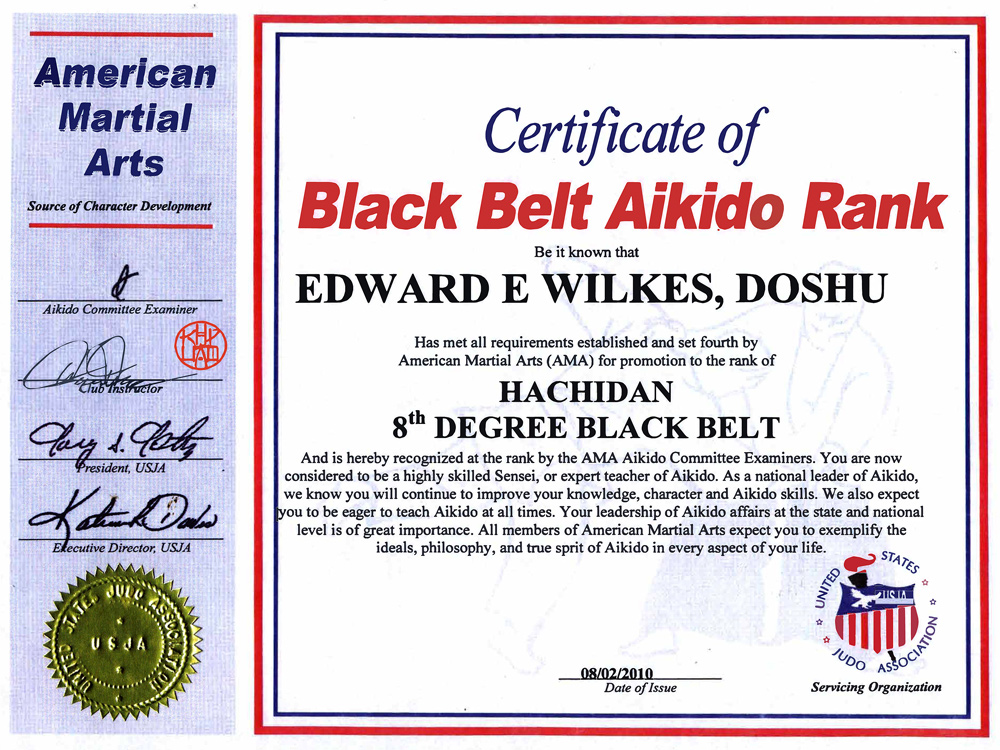 American
Martial
Arts
Source of Character Development
Aikido Committee Examiner
Club Instructor
President, USJA
Executive Director, USJA
UNITED STATES JUDO ASSOCIATION
USJA
Certificate of
Black Belt Aikido Rank
Be it known that
EDWARD E WILKES, DOSHU
Has met all requirements established and set fourth by
American Martial Arts (AMA) for promotion to the rank of
HACHIDAN
8th DEGREE BLACK BELT
And is hereby recognized at the rank by the AMA Aikido Committee Examiners. You are now
considered to be a highly skilled Sensei, or expert teacher of Aikido. As a national leader of Aikido,
we know you will continue to improve your knowledge, character and Aikido skills. We also expect
you to be eager to teach Aikido at all times. Your leadership of Aikido affairs at the state and national
level is of great importance. All members of American Martial Arts expect you to exemplify the
ideals, philosophy, and true sprit of Aikido in every aspect of your life.
UNITED STATES
USJA
JUDO ASSOCIATION
08/02/2010
Date of Issue
Servicing Organization